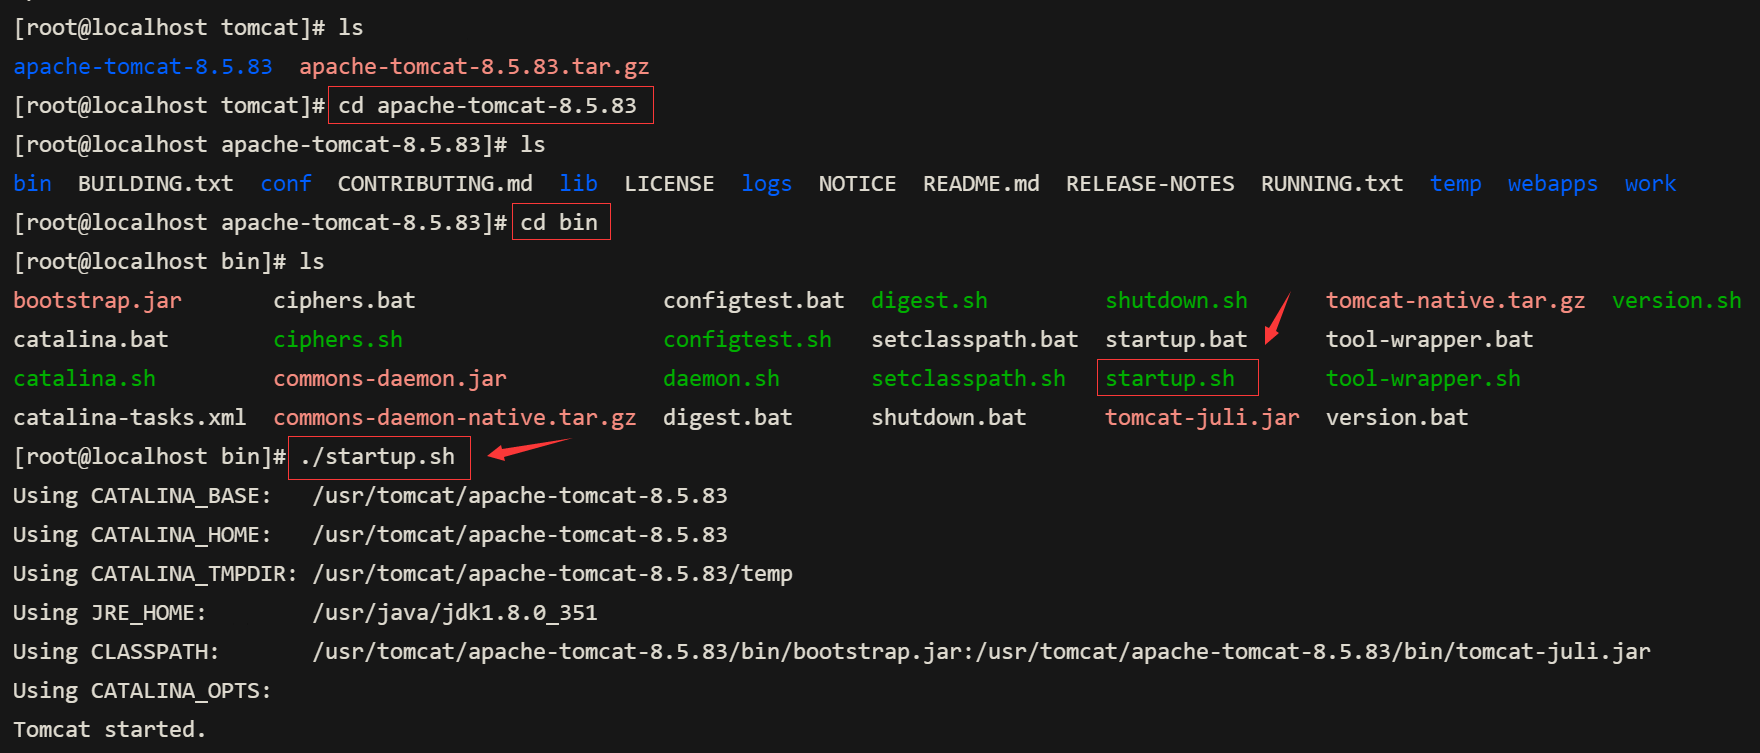 [root@localhost tomcat]# ls
apache-tomcat-8.5.83  apache-tomcat-8.5.83.tar.gz
[root@localhost tomcat]# cd apache-tomcat-8.5.83
[root@localhost apache-tomcat-8.5.83]# ls
bin  BUILDING.txt  conf  CONTRIBUTING.md  lib  LICENSE  logs  NOTICE  README.md  RELEASE-NOTES  RUNNING.txt  temp  webapps  work
[root@localhost apache-tomcat-8.5.83]# cd bin
[root@localhost bin]# ls
bootstrap.jar       ciphers.bat                   configtest.bat  digest.sh         shutdown.sh      tomcat-native.tar.gz  version.sh
catalina.bat        ciphers.sh                    configtest.sh   setclasspath.bat  startup.bat      tool-wrapper.bat
catalina.sh         commons-daemon.jar            daemon.sh       setclasspath.sh   startup.sh       tool-wrapper.sh
catalina-tasks.xml  commons-daemon-native.tar.gz  digest.bat      shutdown.bat      tomcat-juli.jar  version.bat
[root@localhost bin]# ./startup.sh
Using CATALINA_BASE:   /usr/tomcat/apache-tomcat-8.5.83
Using CATALINA_HOME:   /usr/tomcat/apache-tomcat-8.5.83
Using CATALINA_TMPDIR: /usr/tomcat/apache-tomcat-8.5.83/temp
Using JRE_HOME:        /usr/java/jdk1.8.0_351
Using CLASSPATH:       /usr/tomcat/apache-tomcat-8.5.83/bin/bootstrap.jar:/usr/tomcat/apache-tomcat-8.5.83/bin/tomcat-juli.jar
Using CATALINA_OPTS:
Tomcat started.